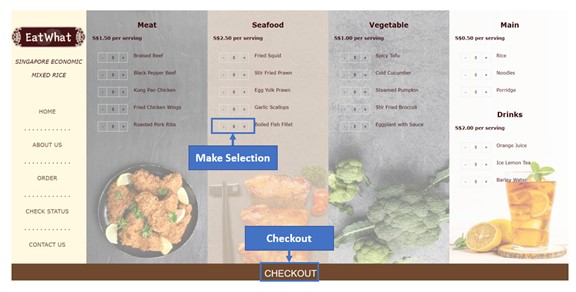 EatWhat
SINGAPORE ECONOMIC
MIXED RICE
HOME
ABOUT US
ORDER
CHECK STATUS
CONTACT US
Meat
S$1.50 per serving
- 0 + Braised Beef
- 0 + Black Pepper Beef
- 0 + Kung Pao Chicken
- 0 + Fried Chicken Wings
- 0 + Roasted Pork Ribs
Seafood
S$2.50 per serving
- 0 + Fried Squid
- 0 + Stir Fried Prawn
- 0 + Egg Yulk Prawn
- 0 + Garlic Scallops
- 0 + Boiled Fish Fillet
Make Selection
Vegetable
S$1.00 per serving
- 0 + Spicy Tofu
- 0 + Cold Cucumber
- 0 + Steamed Pumpkin
- 0 + Stir Fried Broccoli
- 0 + Eggplant with Sauce
Main
S$0.50 per serving
- 0 + Rice
- 0 + Noodles
- 0 + Porridge
Drinks
S$2.00 per serving
- 0 + Orange Juice
- 0 + Ice Lemon Tea
- 0 + Barley Water
Checkout
CHECKOUT